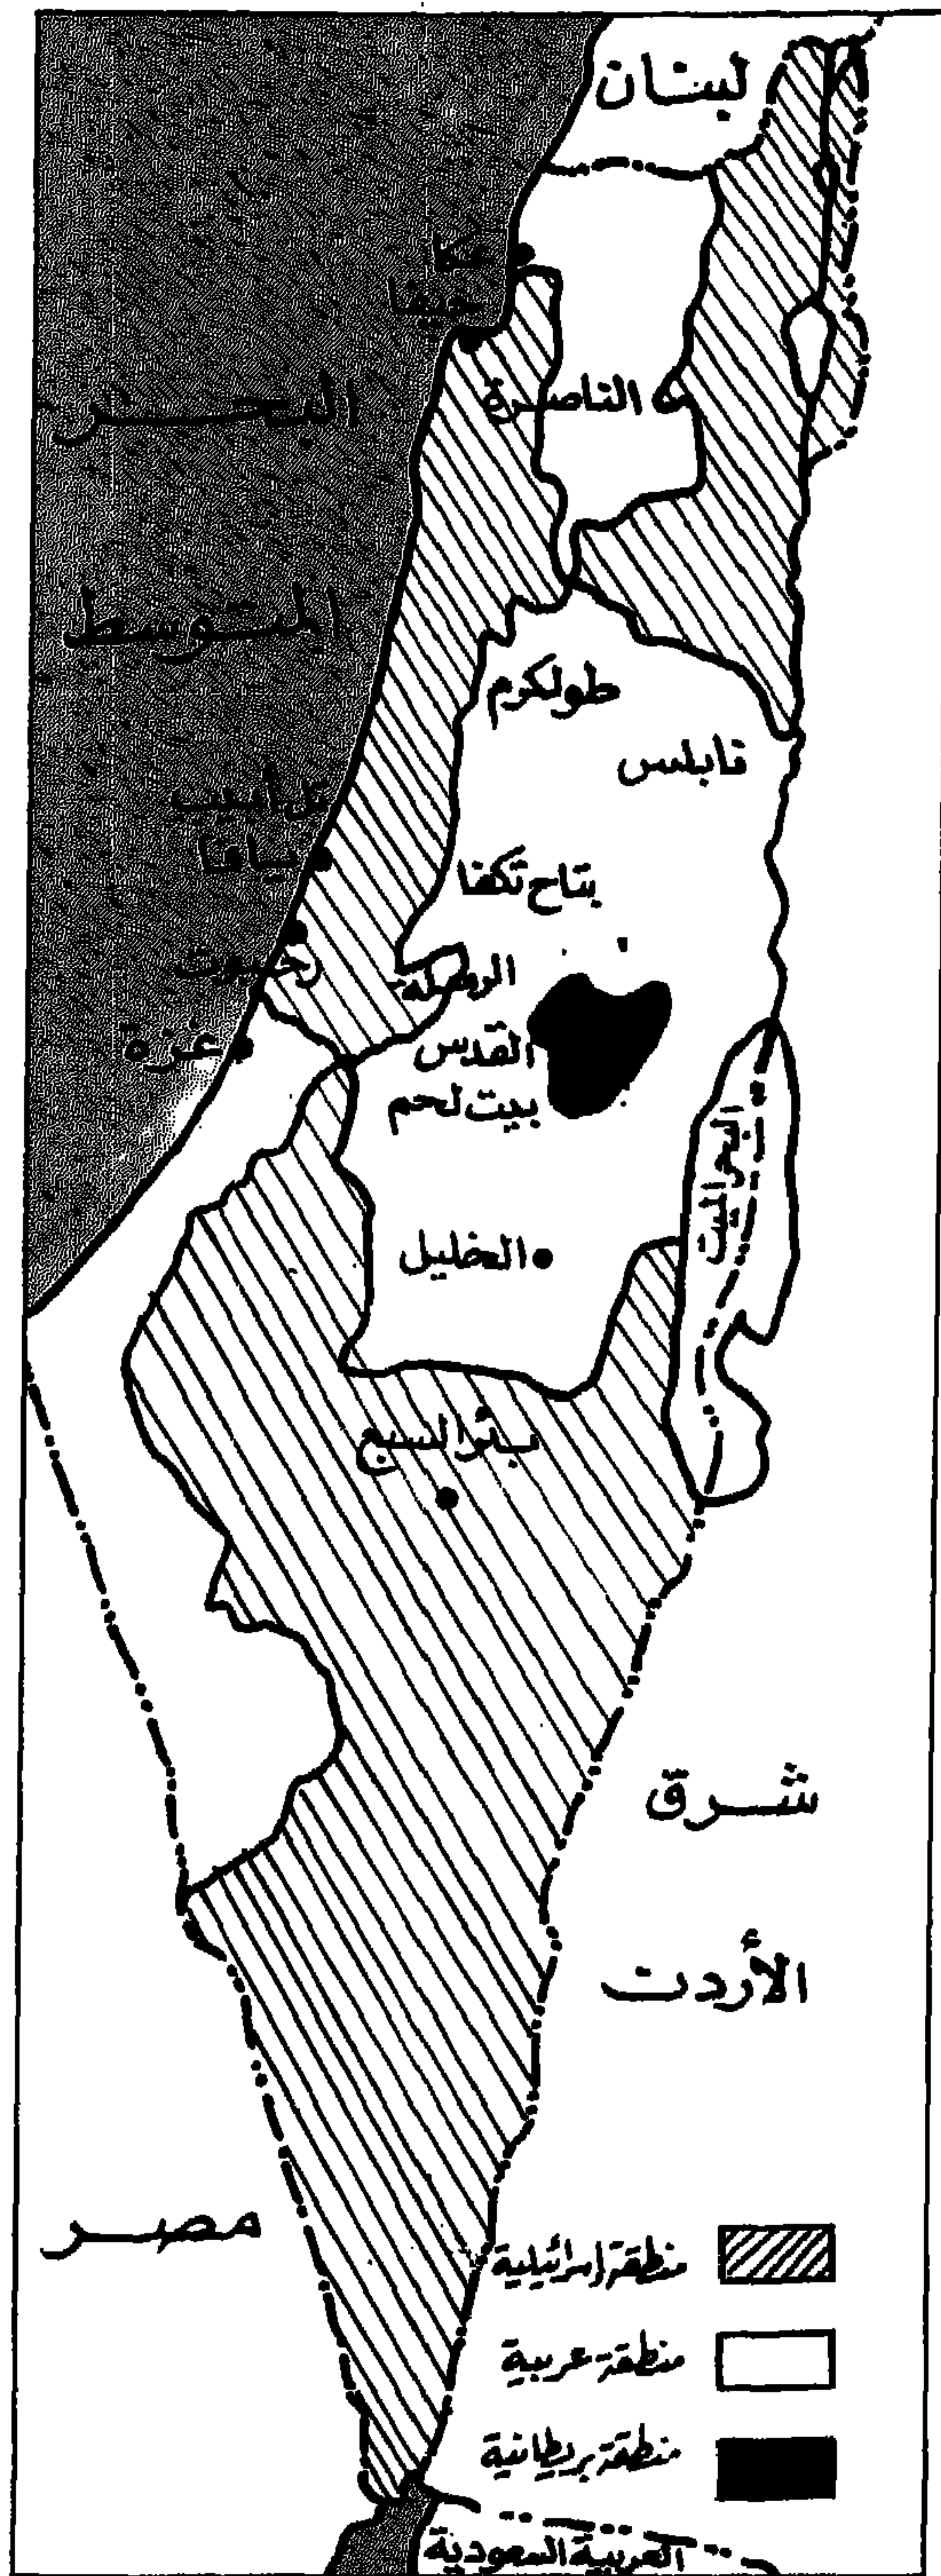 لبنان
عكا
حيفا
البحر
الناصرة
المتوسط
طولكرم
نابلس
تل أبيب
يافا
بتاح تكفا
رحبوت
الرملة
غزة
القدس
بيت لحم
البحر الميت
الخليل
بئر السبع
شرق
الأردن
مصر
منطقة إسرائيلية
منطقة عربية
منطقة بريطانية
العربية السعودية